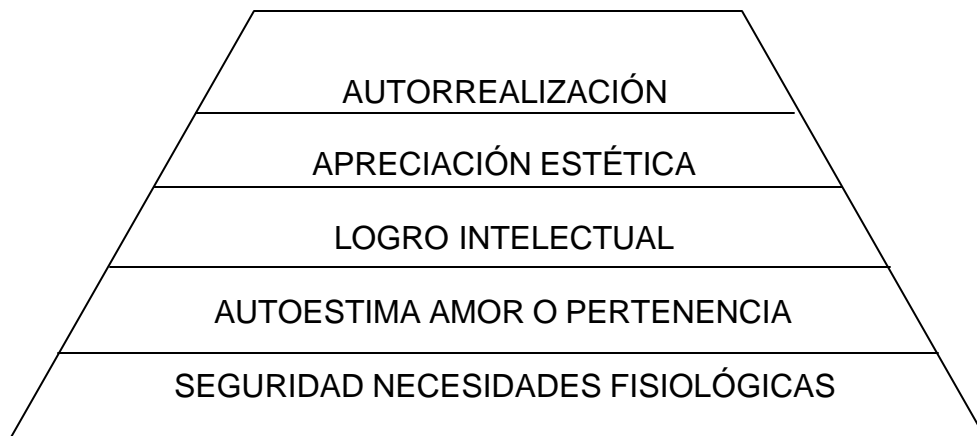 AUTORREALIZACIÓN
APRECIACIÓN ESTÉTICA
LOGRO INTELECTUAL
AUTOESTIMA AMOR O PERTENENCIA
SEGURIDAD NECESIDADES FISIOLÓGICAS